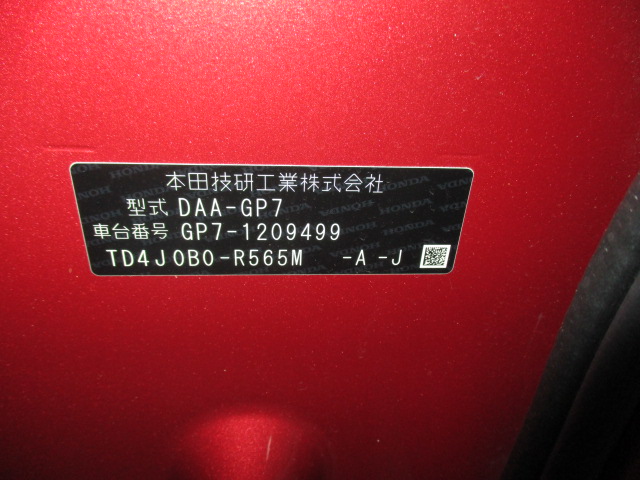 本田技研工業株式会社
型式 DAA-GP7
車台番号 GP7-1209499
TD4J0B0-R565M -A -J